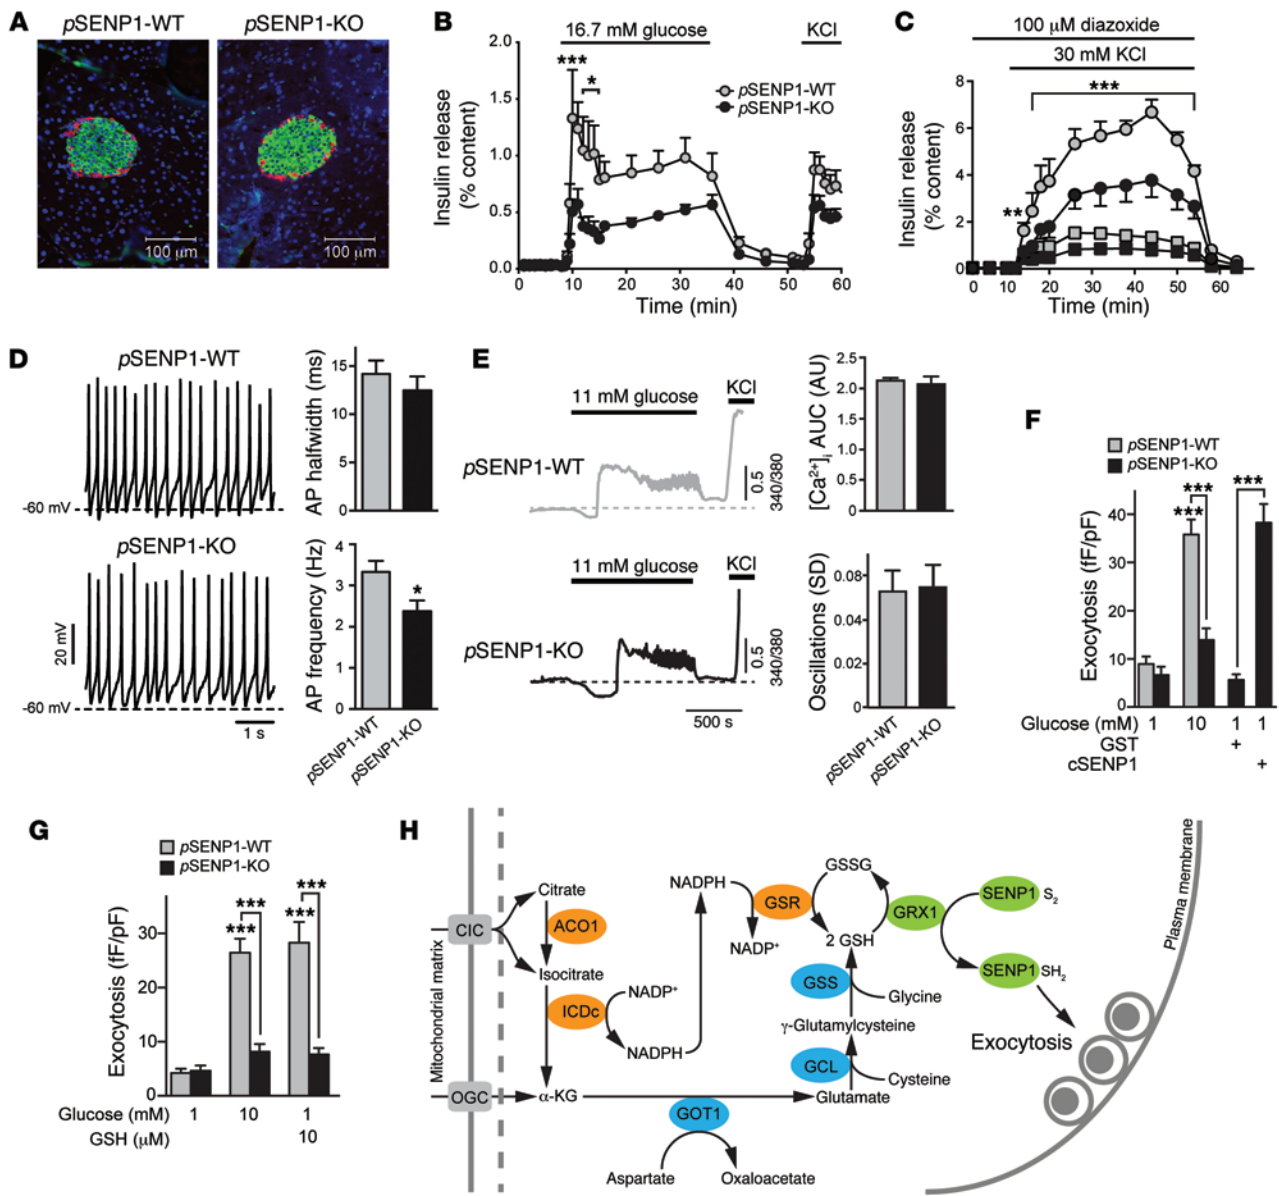 A
pSENP1-WT
pSENP1-KO
100 μm
100 μm
B
16.7 mM glucose
KCl
Insulin release
(% content)
2.0
1.5
1.0
0.5
0.0
***
*
pSENP1-WT
pSENP1-KO
0 10 20 30 40 50 60
Time (min)
C
100 μM diazoxide
30 mM KCl
Insulin release
(% content)
8
6
4
2
0
**
***
0 10 20 30 40 50 60
Time (min)
D
pSENP1-WT
-60 mV
pSENP1-KO
20 mV
-60 mV
1 s
AP halfwidth (ms)
15
10
5
0
AP frequency (Hz)
4
3
2
1
0
*
pSENP1-WT
pSENP1-KO
E
11 mM glucose
KCl
pSENP1-WT
0.5
340/380
11 mM glucose
KCl
pSENP1-KO
0.5
340/380
500 s
[Ca2+]i AUC (AU)
2.5
2.0
1.5
1.0
0.5
0
Oscillations (SD)
0.08
0.04
0.02
0
pSENP1-WT
pSENP1-KO
F
pSENP1-WT
pSENP1-KO
Exocytosis (fF/pF)
40
30
20
10
0
***
***
***
Glucose (mM) 1 10 1 1
GST +
cSENP1 +
G
pSENP1-WT
pSENP1-KO
Exocytosis (fF/pF)
30
20
10
0
***
***
***
***
Glucose (mM) 1 10 1
GSH (μM) 10
H
Mitochondrial matrix
CIC
OGC
Citrate
ACO1
Isocitrate
ICDc
NADP+
NADPH
α-KG
GOT1
Aspartate
Oxaloacetate
NADPH
NADP+
GSR
GSSG
2 GSH
GRX1
GSS
Glycine
γ-Glutamylcysteine
GCL
Cysteine
Glutamate
SENP1 S2
SENP1 SH2
Exocytosis
Plasma membrane